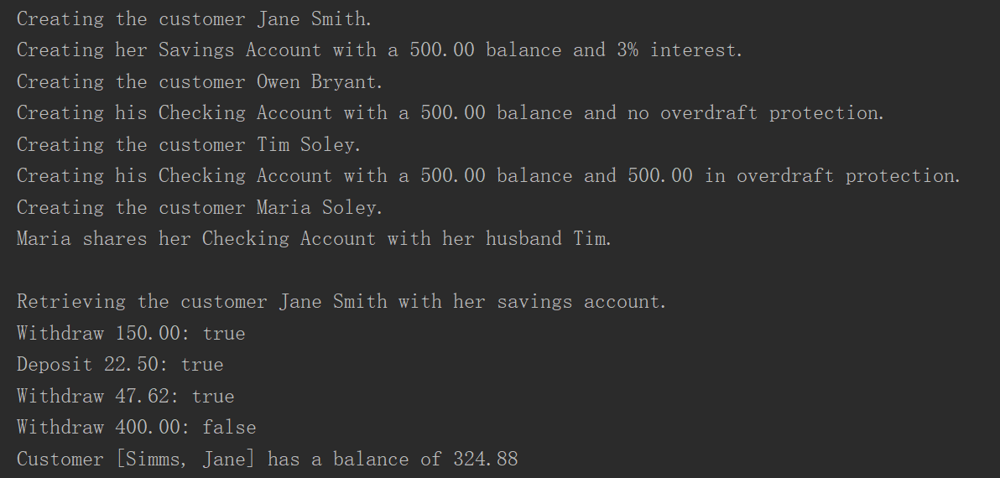 Creating the customer Jane Smith.
Creating her Savings Account with a 500.00 balance and 3% interest.
Creating the customer Owen Bryant.
Creating his Checking Account with a 500.00 balance and no overdraft protection.
Creating the customer Tim Soley.
Creating his Checking Account with a 500.00 balance and 500.00 in overdraft protection.
Creating the customer Maria Soley.
Maria shares her Checking Account with her husband Tim.
Retrieving the customer Jane Smith with her savings account.
Withdraw 150.00: true
Deposit 22.50: true
Withdraw 47.62: true
Withdraw 400.00: false
Customer [Simms, Jane] has a balance of 324.88